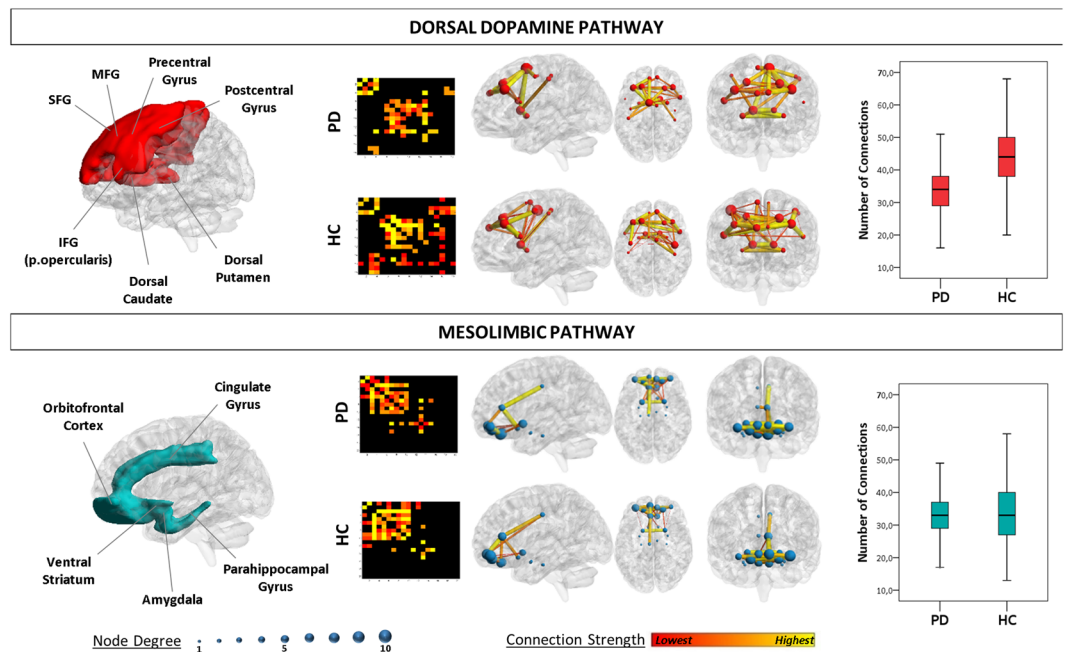 DORSAL DOPAMINE PATHWAY
MFG
Precentral
Gyrus
SFG
Postcentral
Gyrus
IFG
(p.opercularis)
Dorsal
Caudate
Dorsal
Putamen
PD
HC
Number of Connections
70,0
60,0
50,0
40,0
30,0
20,0
10,0
PD
HC
MESOLIMBIC PATHWAY
Orbitofrontal
Cortex
Cingulate
Gyrus
Ventral
Striatum
Amygdala
Parahippocampal
Gyrus
PD
HC
Number of Connections
70,0
60,0
50,0
40,0
30,0
20,0
10,0
PD
HC
Node Degree
1
5
10
Connection Strength
Lowest
Highest